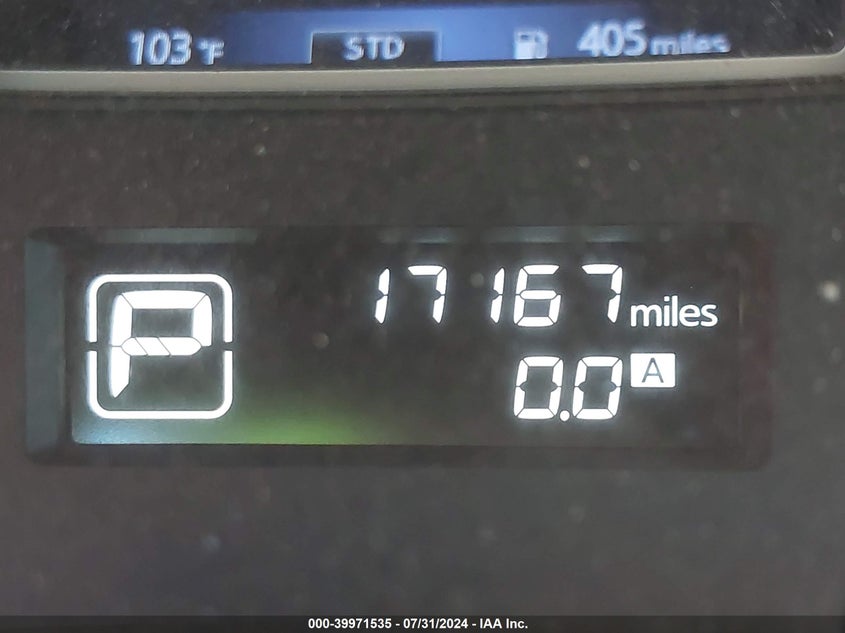 103°F STD 405 miles
P 17167 miles
0.0 A
000-39971535 - 07/31/2024 - IAA Inc.